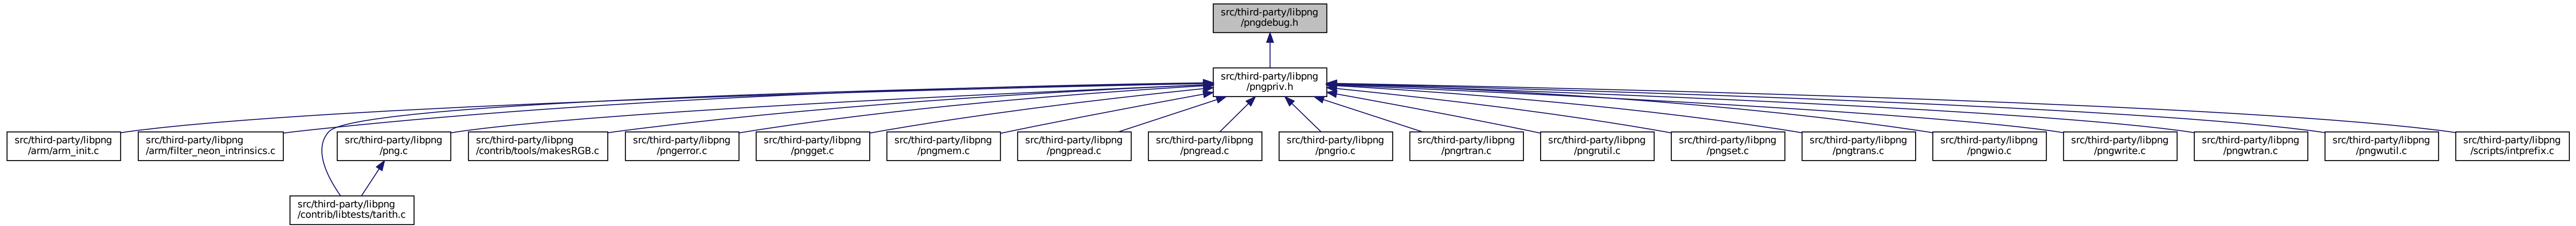 src/third-party/libpng
/pngdebug.h
src/third-party/libpng
/pngpriv.h
src/third-party/libpng
/arm/arm_init.c
src/third-party/libpng
/arm/filter_neon_intrinsics.c
src/third-party/libpng
/png.c
src/third-party/libpng
/contrib/tools/makesRGB.c
src/third-party/libpng
/pngerror.c
src/third-party/libpng
/pngget.c
src/third-party/libpng
/pngmem.c
src/third-party/libpng
/pngpread.c
src/third-party/libpng
/pngread.c
src/third-party/libpng
/pngrio.c
src/third-party/libpng
/pngrtran.c
src/third-party/libpng
/pngrutil.c
src/third-party/libpng
/pngset.c
src/third-party/libpng
/pngtrans.c
src/third-party/libpng
/pngwio.c
src/third-party/libpng
/pngwrite.c
src/third-party/libpng
/pngwtran.c
src/third-party/libpng
/pngwutil.c
src/third-party/libpng
/scripts/intprefix.c
src/third-party/libpng
/contrib/libtests/tarith.c